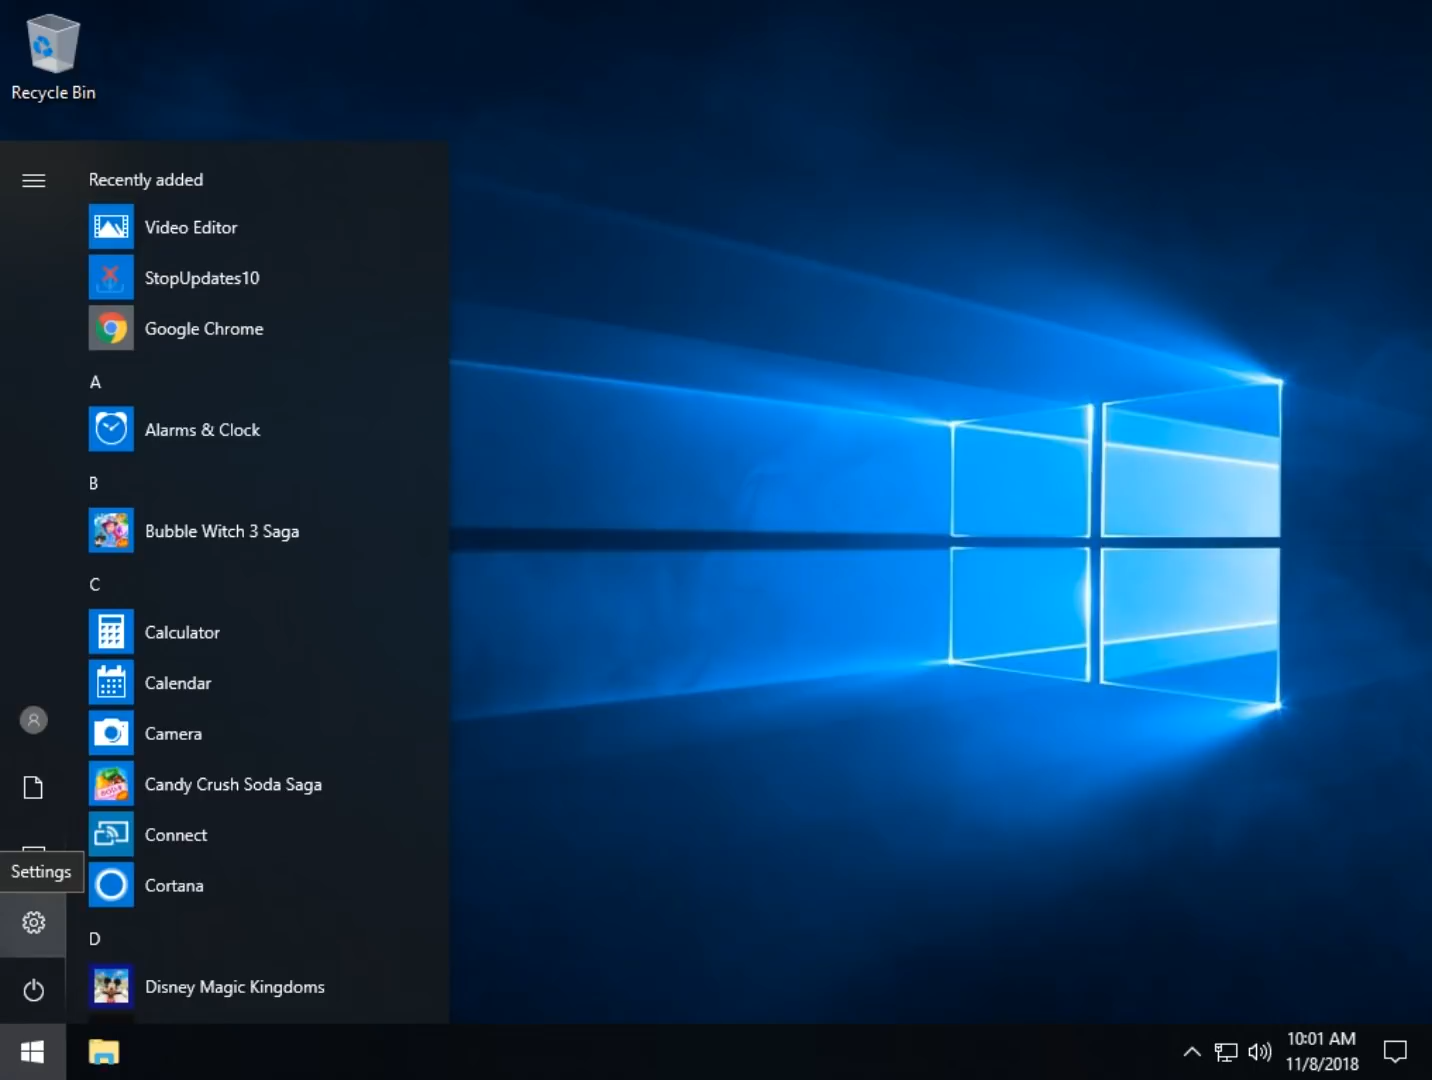 Recycle Bin
Recently added
Video Editor
StopUpdates10
Google Chrome
A
Alarms & Clock
B
Bubble Witch 3 Saga
C
Calculator
Calendar
Camera
Candy Crush Soda Saga
Connect
Settings
Cortana
D
Disney Magic Kingdoms
10:01 AM
11/8/2018